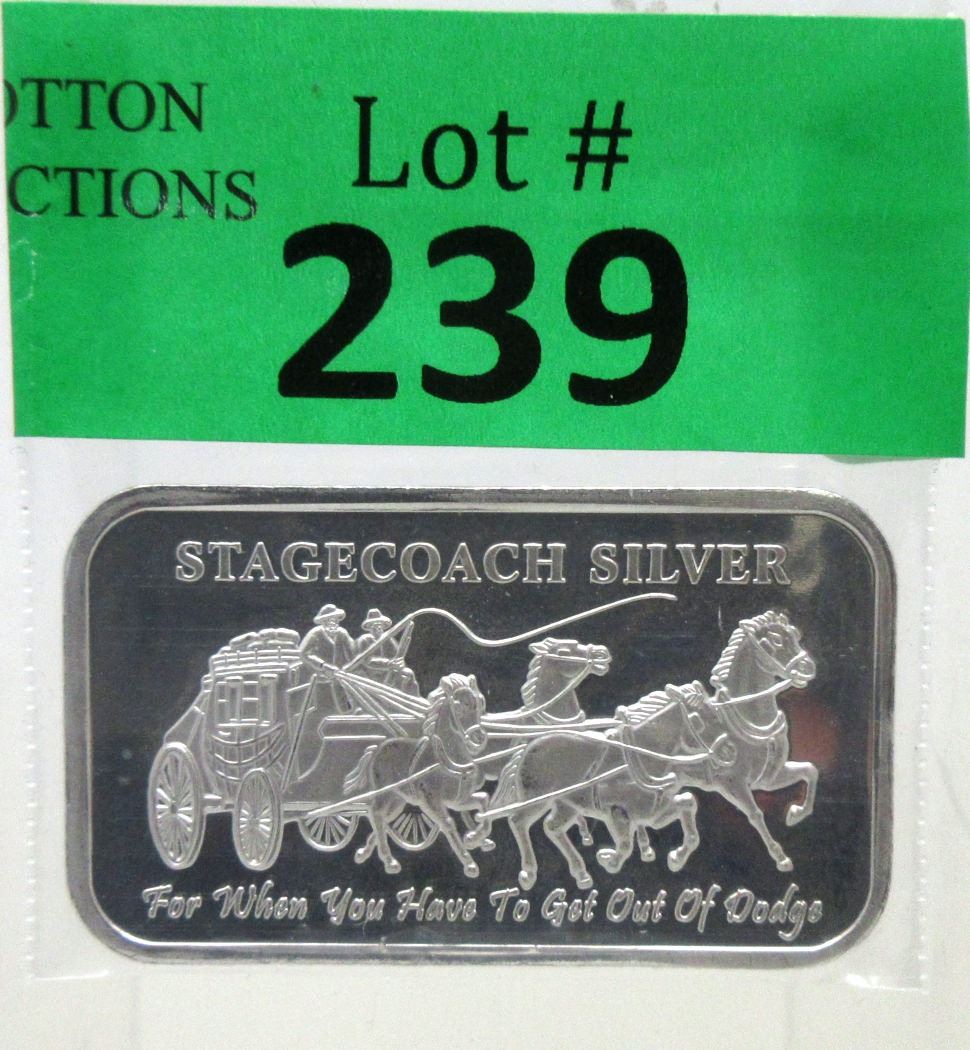 OTTON
CTIONS
Lot #
239
STAGECOACH SILVER
For When You Have To Get Out Of Dodge